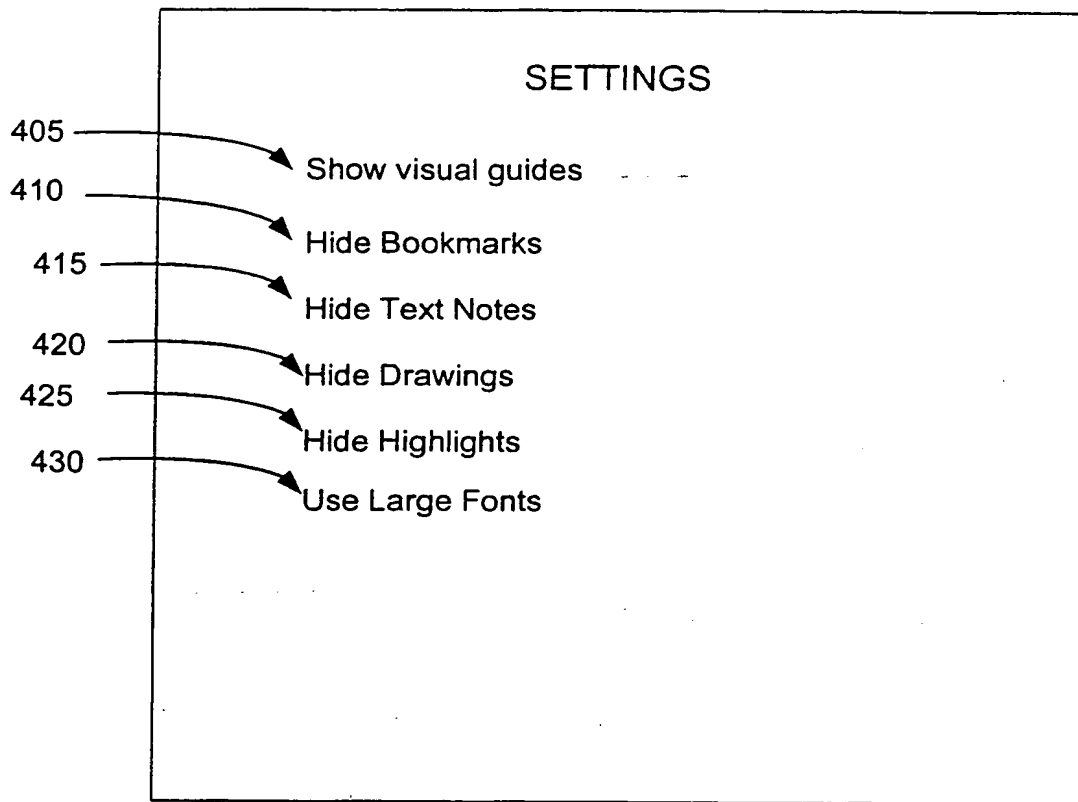 SETTINGS
405
Show visual guides
410
Hide Bookmarks
415
Hide Text Notes
420
Hide Drawings
425
Hide Highlights
430
Use Large Fonts